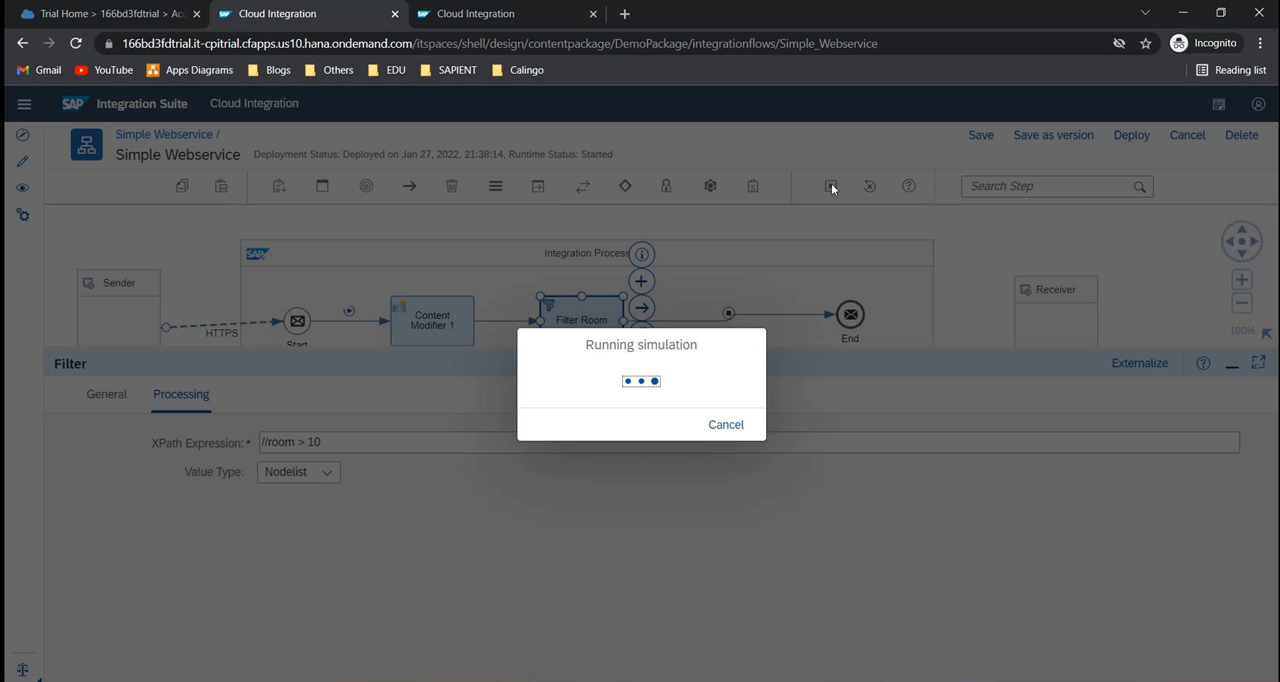 Trial Home > 166bd3fdtrial > Ac
Cloud Integration
Cloud Integration
166bd3fdtrial.it-cpitrial.cfapps.us10.hana.ondemand.com/itspaces/shell/design/contentpackage/DemoPackage/integrationflows/Simple_Webservice
Incognito
Gmail
YouTube
Apps Diagrams
Blogs
Others
EDU
SAPIENT
Calingo
Reading list
SAP Integration Suite
Cloud Integration
Simple Webservice /
Simple Webservice
Deployment Status: Deployed on Jan 27, 2022, 21:38:14, Runtime Status: Started
Save
Save as version
Deploy
Cancel
Delete
Search Step
SAP
Integration Process
Sender
Receiver
HTTPS
Start
Content
Modifier 1
Filter Room
End
100%
Running simulation
Cancel
Filter
Externalize
General
Processing
XPath Expression:*
//room > 10
Value Type:
Nodelist